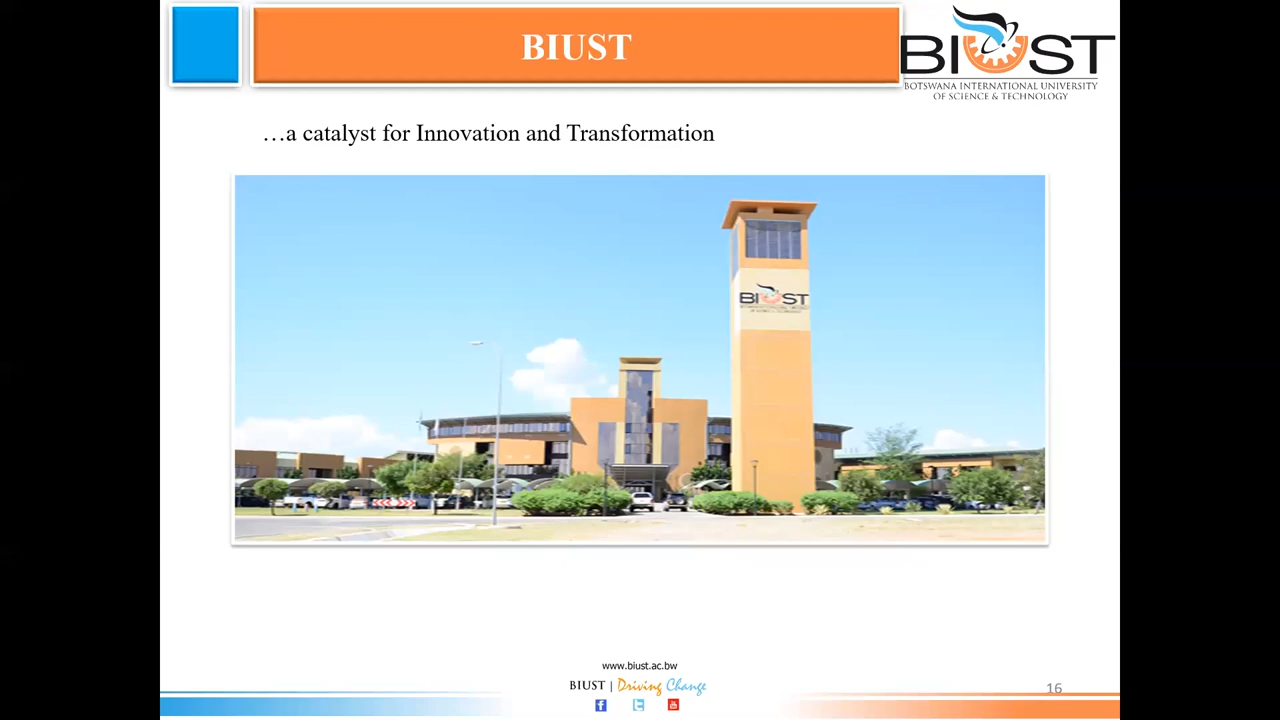 BIUST
BIUST
BOTSWANA INTERNATIONAL UNIVERSITY
OF SCIENCE & TECHNOLOGY
…a catalyst for Innovation and Transformation
BIUST
www.biust.ac.bw
BIUST | Driving Change
16